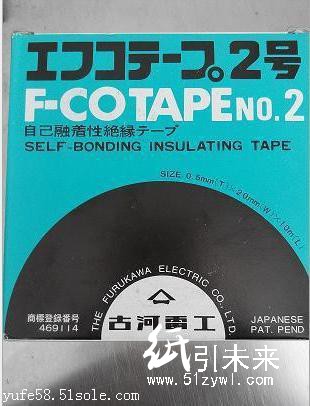 エフコテープ。2号
F-CO TAPE NO.2
自己融着性絶縁テープ
SELF-BONDING INSULATING TAPE
SIZE 0.5mm(T)×20mm(W)×10m(L)
THE FURUKAWA ELECTRIC CO., LTD.
商標登録番号
469114
古河電工
JAPANESE
PAT. PEND
纸引未来
www.51zywl.com
yufe58.51sole.com